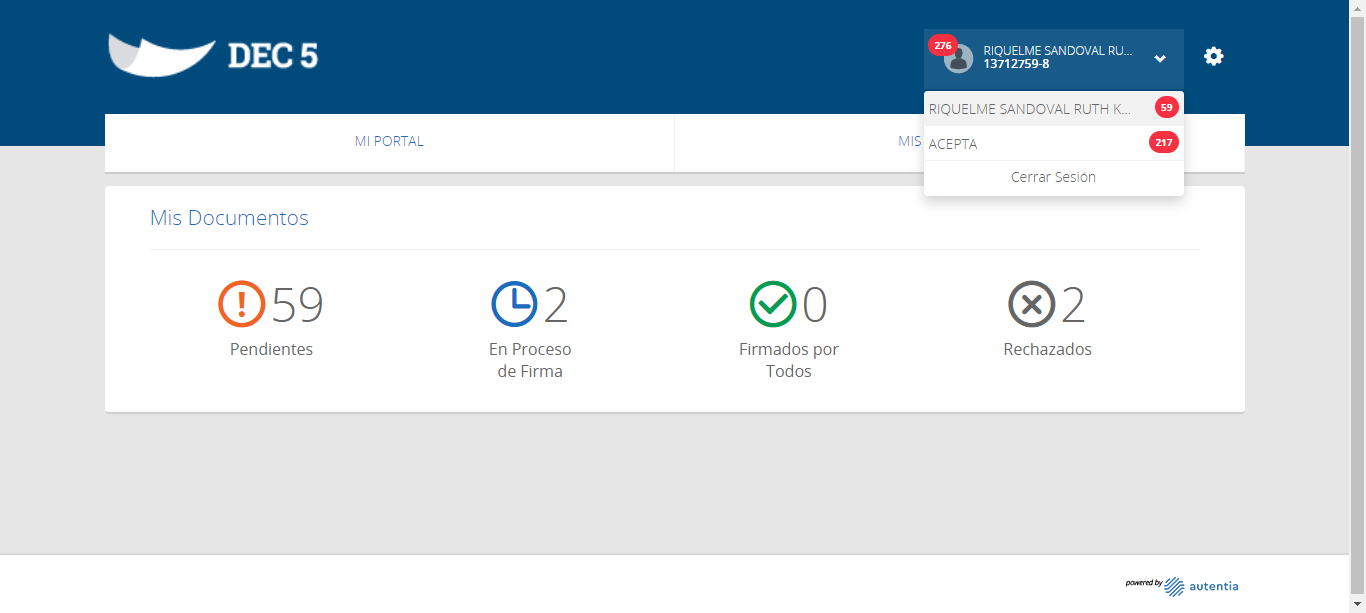 DEC 5
276
RIQUELME SANDOVAL RU...
13712759-8
RIQUELME SANDOVAL RUTH K...
59
ACEPTA
217
Cerrar Sesión
MI PORTAL
MIS
Mis Documentos
59
Pendientes
2
En Proceso
de Firma
0
Firmados por
Todos
2
Rechazados
powered by autentia